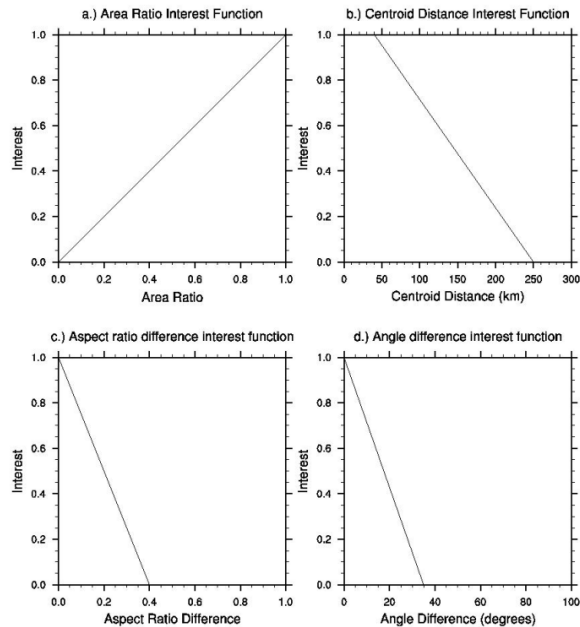 a.) Area Ratio Interest Function
1.0
0.8
0.6
0.4
0.2
0.0
Interest
0.0 0.2 0.4 0.6 0.8 1.0
Area Ratio
b.) Centroid Distance Interest Function
1.0
0.8
0.6
0.4
0.2
0.0
Interest
0 50 100 150 200 250 300
Centroid Distance (km)
c.) Aspect ratio difference interest function
1.0
0.8
0.6
0.4
0.2
0.0
Interest
0.0 0.2 0.4 0.6 0.8 1.0
Aspect Ratio Difference
d.) Angle difference interest function
1.0
0.8
0.6
0.4
0.2
0.0
Interest
0 20 40 60 80 100
Angle Difference (degrees)